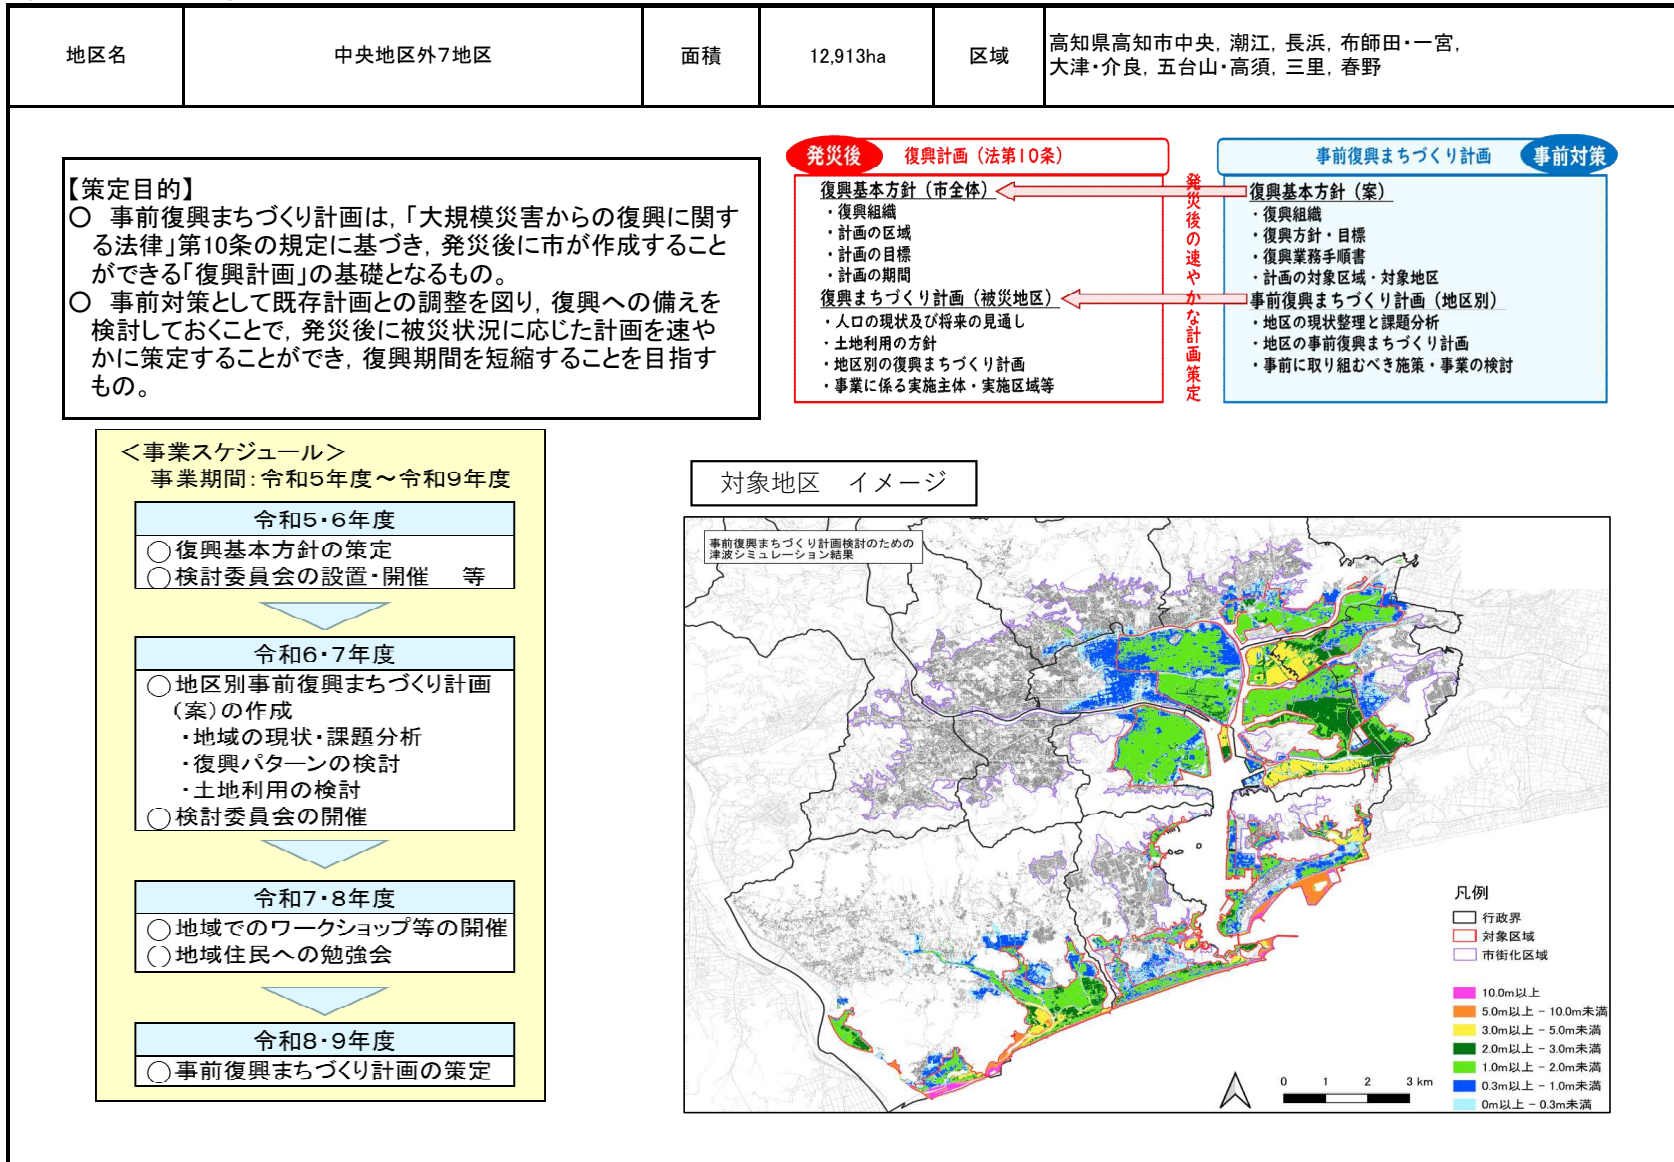 地区名
中央地区外7地区
面積
12,913ha
区域
高知県高知市中央, 潮江, 長浜, 布師田・一宮,
大津・介良, 五台山・高須, 三里, 春野
【策定目的】
○ 事前復興まちづくり計画は,「大規模災害からの復興に関す
る法律」第10条の規定に基づき, 発災後に市が作成すること
ができる「復興計画」の基礎となるもの。
○ 事前対策として既存計画との調整を図り, 復興への備えを
検討しておくことで, 発災後に被災状況に応じた計画を速や
かに策定することができ, 復興期間を短縮することを目指す
もの。
発災後
復興計画（法第10条）
復興基本方針（市全体）
・復興組織
・計画の区域
・計画の目標
・計画の期間
復興まちづくり計画（被災地区）
・人口の現状及び将来の見通し
・土地利用の方針
・地区別の復興まちづくり計画
・事業に係る実施主体・実施区域等
発災後の速やかな計画策定
事前復興まちづくり計画
事前対策
復興基本方針（案）
・復興組織
・復興方針・目標
・復興業務手順書
・計画の対象区域・対象地区
事前復興まちづくり計画（地区別）
・地区の現状整理と課題分析
・地区の事前復興まちづくり計画
・事前に取り組むべき施策・事業の検討
＜事業スケジュール＞
事業期間：令和5年度～令和9年度
令和5・6年度
○復興基本方針の策定
○検討委員会の設置・開催 等
令和6・7年度
○地区別事前復興まちづくり計画
（案）の作成
・地域の現状・課題分析
・復興パターンの検討
・土地利用の検討
○検討委員会の開催
令和7・8年度
○地域でのワークショップ等の開催
○地域住民への勉強会
令和8・9年度
○事前復興まちづくり計画の策定
対象地区 イメージ
事前復興まちづくり計画検討のための
津波シミュレーション結果
凡例
行政界
対象区域
市街化区域
10.0m以上
5.0m以上 - 10.0m未満
3.0m以上 - 5.0m未満
2.0m以上 - 3.0m未満
1.0m以上 - 2.0m未満
0.3m以上 - 1.0m未満
0m以上 - 0.3m未満
0 1 2 3 km